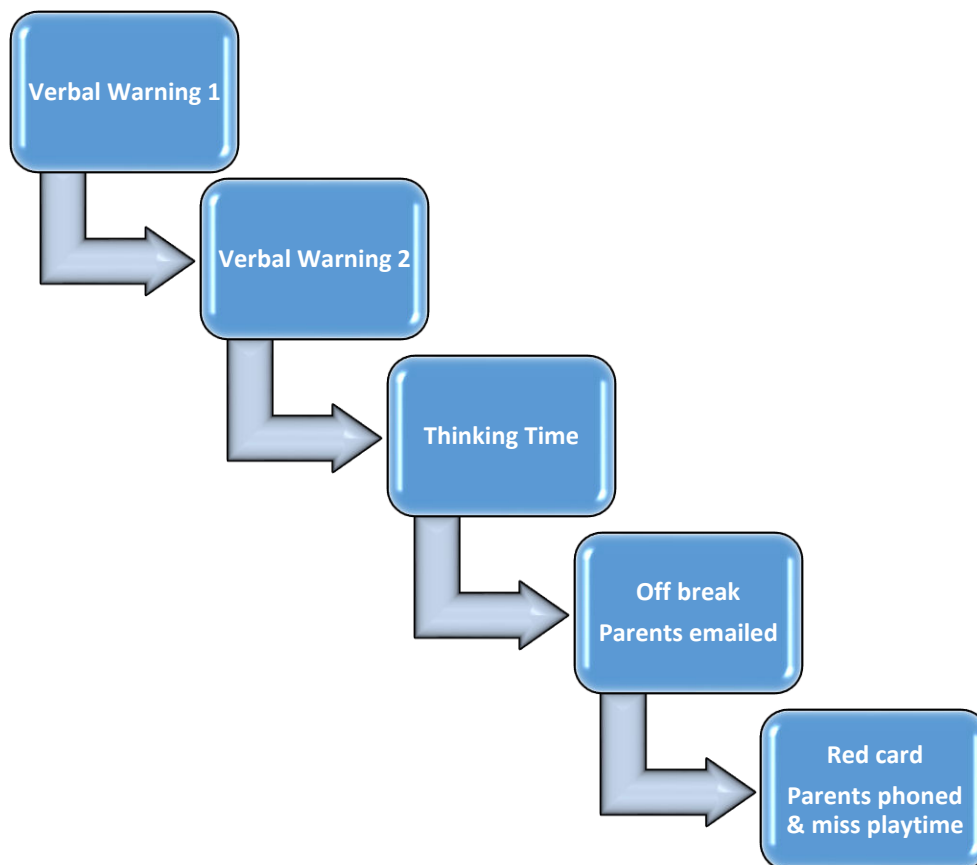 Verbal Warning 1
Verbal Warning 2
Thinking Time
Off break
Parents emailed
Red card
Parents phoned
& miss playtime